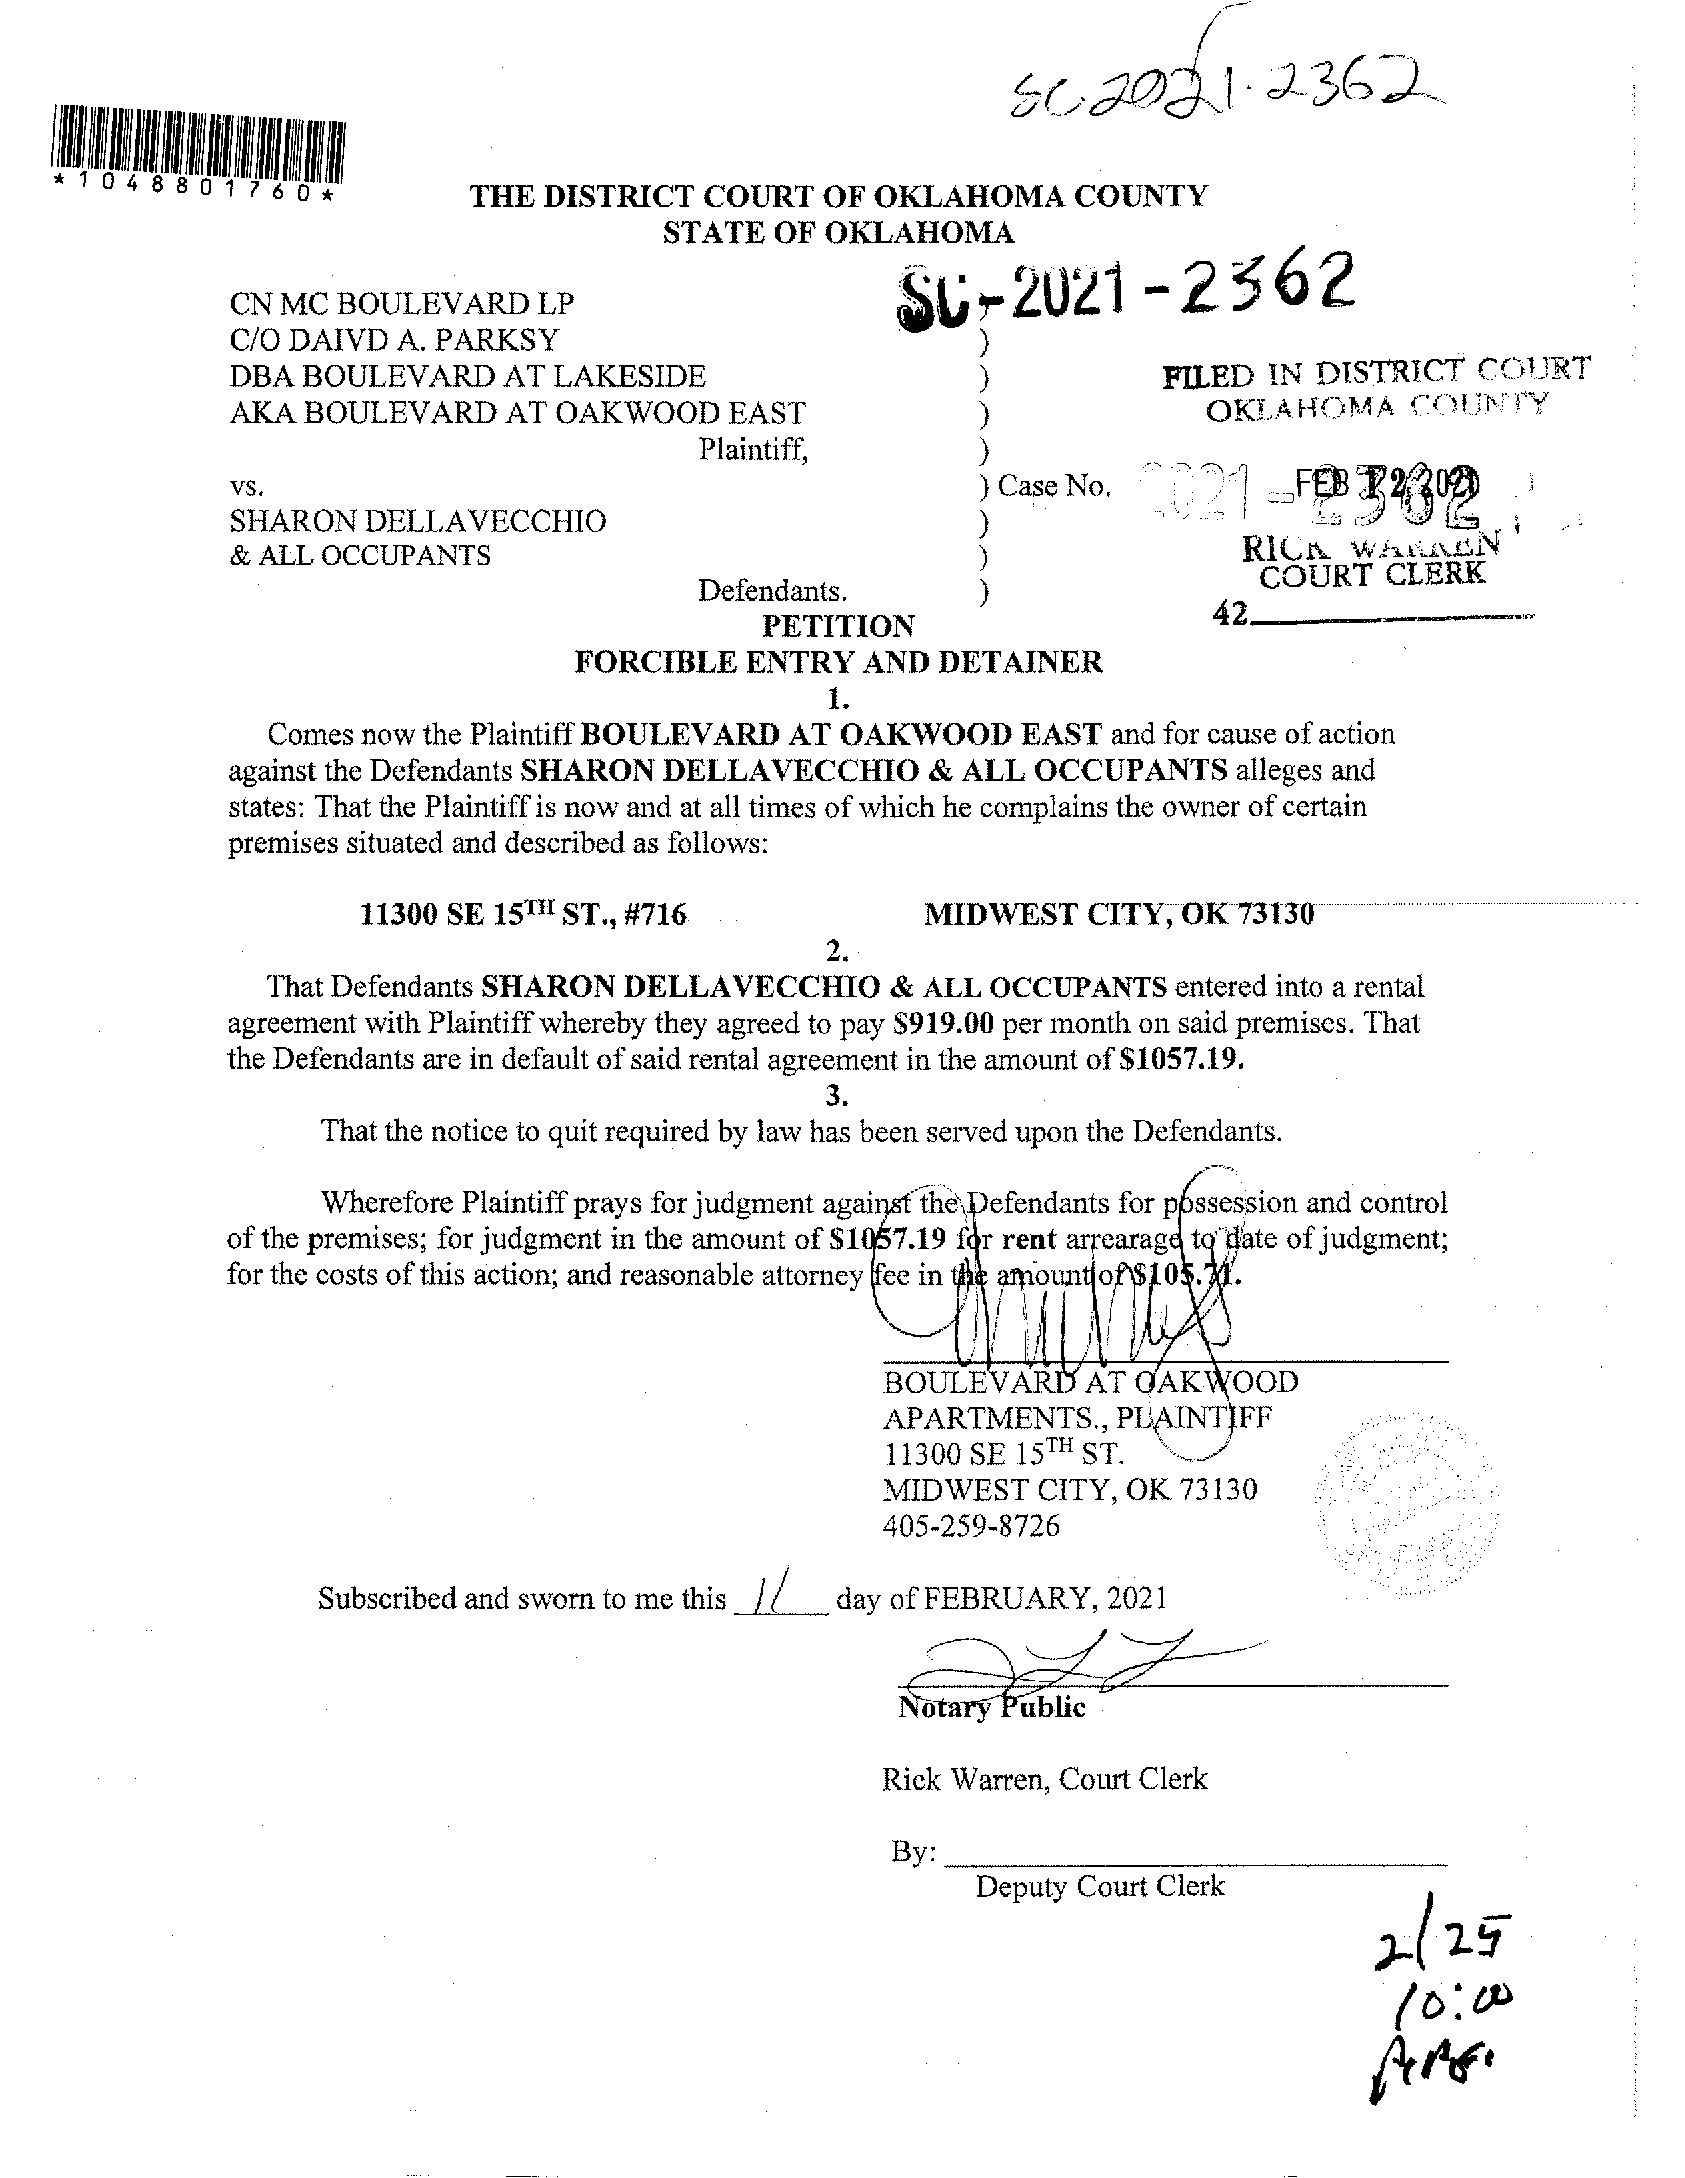 SC 2021-2362
*1048801760*
THE DISTRICT COURT OF OKLAHOMA COUNTY
STATE OF OKLAHOMA
SC-2021-2362
CN MC BOULEVARD LP
C/O DAIVD A. PARKSY )
DBA BOULEVARD AT LAKESIDE )
AKA BOULEVARD AT OAKWOOD EAST )
Plaintiff, )
FILED IN DISTRICT COURT
OKLAHOMA COUNTY
vs. ) Case No. 2021-2362
FEB 12 2021
SHARON DELLAVECCHIO )
& ALL OCCUPANTS )
RICK WARREN
COURT CLERK
Defendants. )
42
PETITION
FORCIBLE ENTRY AND DETAINER
1.
Comes now the Plaintiff BOULEVARD AT OAKWOOD EAST and for cause of action
against the Defendants SHARON DELLAVECCHIO & ALL OCCUPANTS alleges and
states: That the Plaintiff is now and at all times of which he complains the owner of certain
premises situated and described as follows:
11300 SE 15TH ST., #716 MIDWEST CITY, OK 73130
2.
That Defendants SHARON DELLAVECCHIO & ALL OCCUPANTS entered into a rental
agreement with Plaintiff whereby they agreed to pay $919.00 per month on said premises. That
the Defendants are in default of said rental agreement in the amount of $1057.19.
3.
That the notice to quit required by law has been served upon the Defendants.
Wherefore Plaintiff prays for judgment against the Defendants for possession and control
of the premises; for judgment in the amount of $1057.19 for rent arrearage to date of judgment;
for the costs of this action; and reasonable attorney fee in the amount of $105.71.
BOULEVARD AT OAKWOOD
APARTMENTS., PLAINTIFF
11300 SE 15TH ST.
MIDWEST CITY, OK 73130
405-259-8726
Subscribed and sworn to me this 11 day of FEBRUARY, 2021
Notary Public
Rick Warren, Court Clerk
By:
Deputy Court Clerk
2/25
10:00